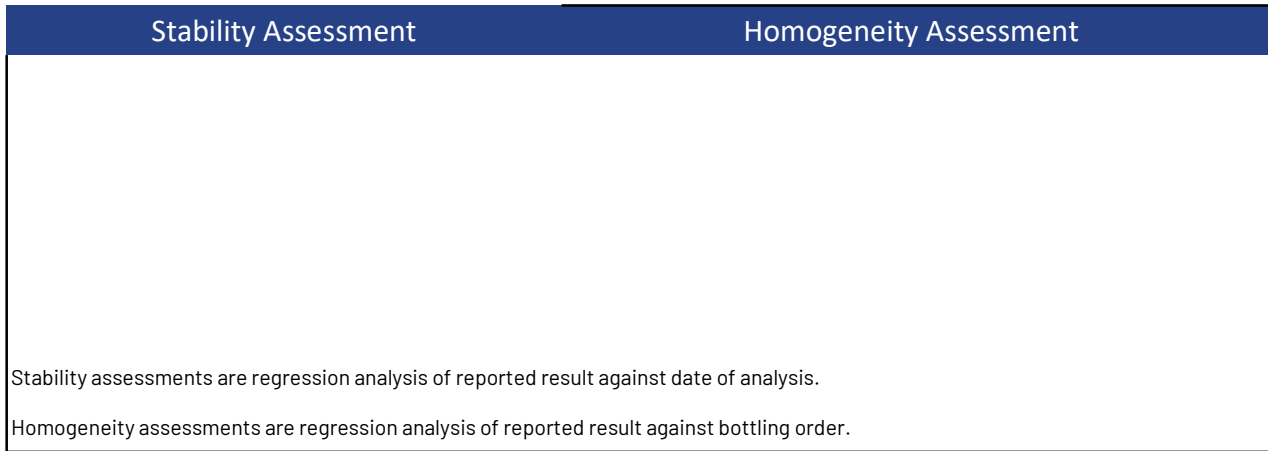 Stability Assessment
Homogeneity Assessment
Stability assessments are regression analysis of reported result against date of analysis.
Homogeneity assessments are regression analysis of reported result against bottling order.